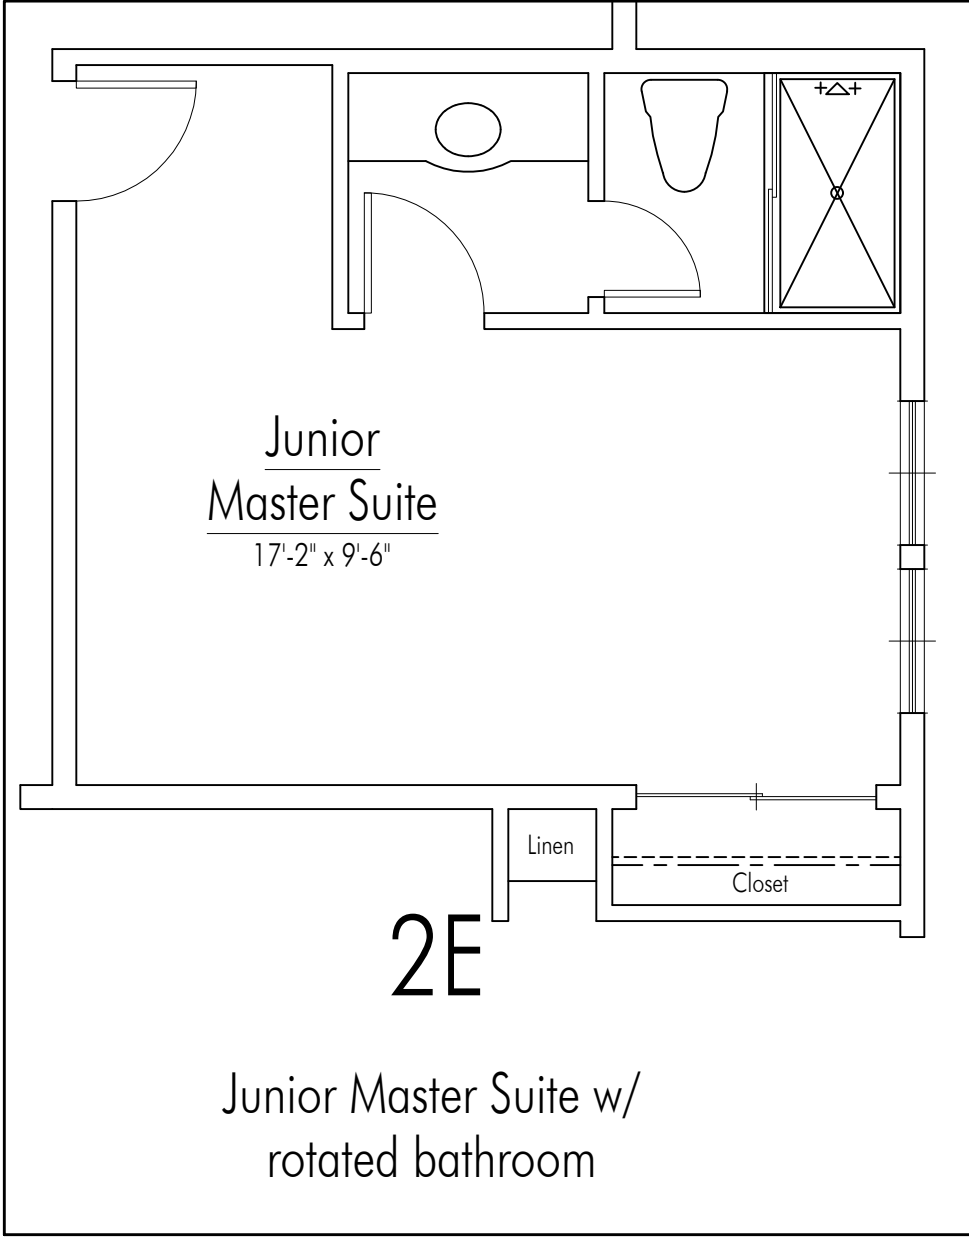 Junior
Master Suite
17'-2" x 9'-6"
Linen
Closet
2E
Junior Master Suite w/
rotated bathroom